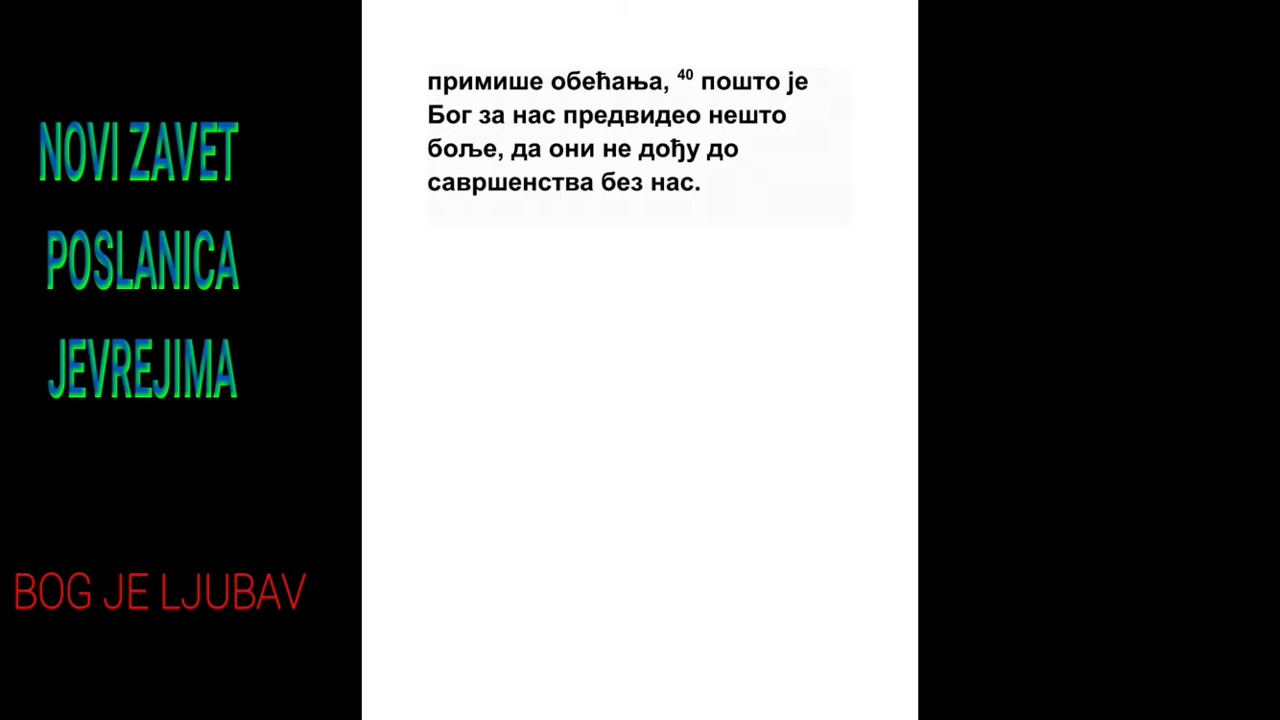 NOVI ZAVET
POSLANICA
JEVREJIMA
BOG JE LJUBAV
примише обећања, 40 пошто је
Бог за нас предвидео нешто
боље, да они не дођу до
савршенства без нас.